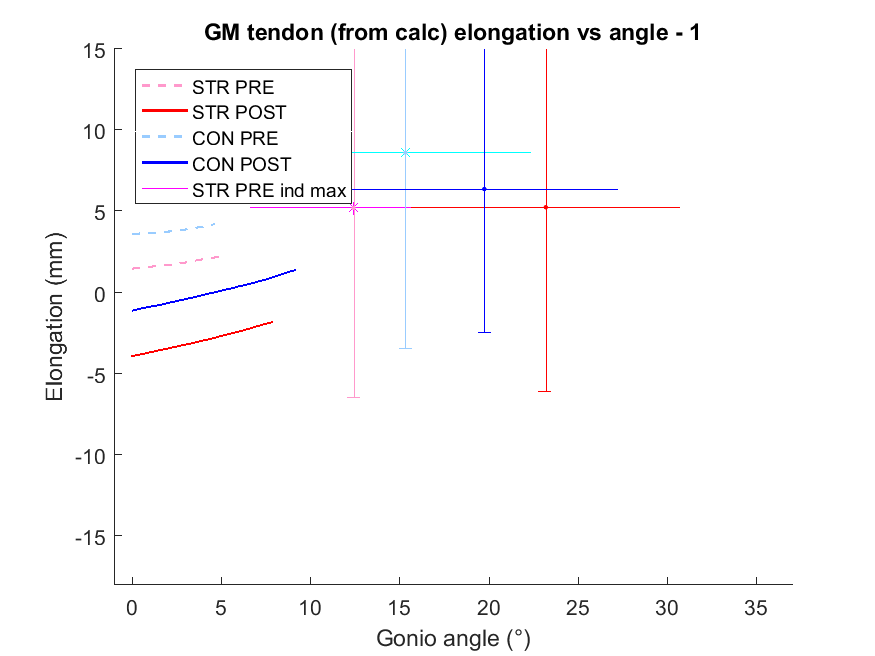 GM tendon (from calc) elongation vs angle - 1
STR PRE
STR POST
CON PRE
CON POST
STR PRE ind max
Elongation (mm)
15
10
5
0
-5
-10
-15
0 5 10 15 20 25 30 35
Gonio angle (°)